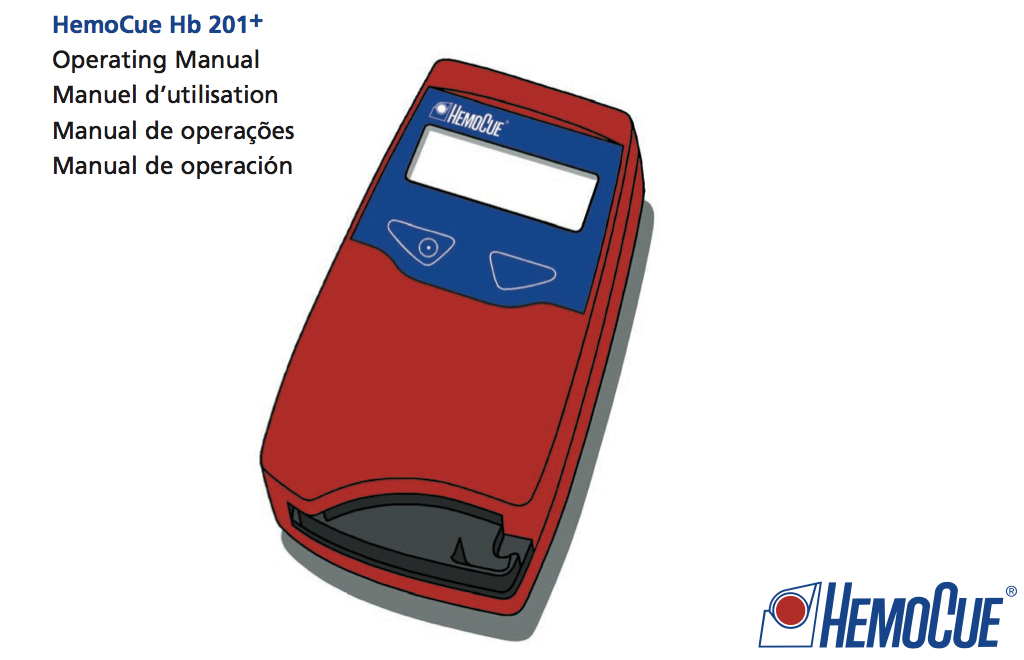 HemoCue Hb 201+
Operating Manual
Manuel d’utilisation
Manual de operações
Manual de operación
HEMOCUE®
HEMOCUE®